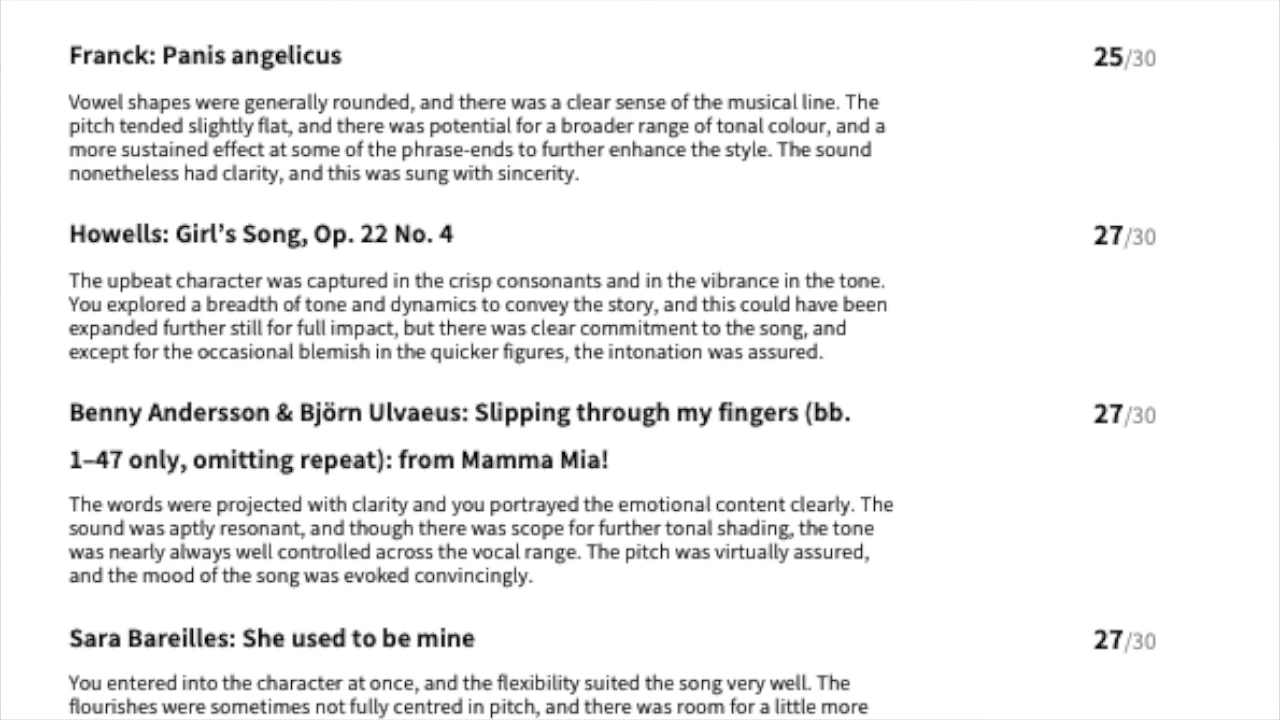 Franck: Panis angelicus 25/30
Vowel shapes were generally rounded, and there was a clear sense of the musical line. The
pitch tended slightly flat, and there was potential for a broader range of tonal colour, and a
more sustained effect at some of the phrase-ends to further enhance the style. The sound
nonetheless had clarity, and this was sung with sincerity.
Howells: Girl’s Song, Op. 22 No. 4 27/30
The upbeat character was captured in the crisp consonants and in the vibrance in the tone.
You explored a breadth of tone and dynamics to convey the story, and this could have been
expanded further still for full impact, but there was clear commitment to the song, and
except for the occasional blemish in the quicker figures, the intonation was assured.
Benny Andersson & Björn Ulvaeus: Slipping through my fingers (bb. 27/30
1–47 only, omitting repeat): from Mamma Mia!
The words were projected with clarity and you portrayed the emotional content clearly. The
sound was aptly resonant, and though there was scope for further tonal shading, the tone
was nearly always well controlled across the vocal range. The pitch was virtually assured,
and the mood of the song was evoked convincingly.
Sara Bareilles: She used to be mine 27/30
You entered into the character at once, and the flexibility suited the song very well. The
flourishes were sometimes not fully centred in pitch, and there was room for a little more